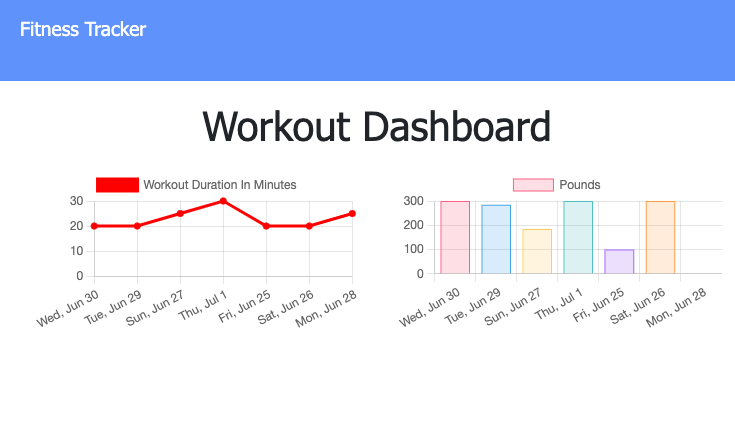 Fitness Tracker
Workout Dashboard
Workout Duration In Minutes
30
20
10
0
Wed, Jun 30
Tue, Jun 29
Sun, Jun 27
Thu, Jul 1
Fri, Jun 25
Sat, Jun 26
Mon, Jun 28
Pounds
300
200
100
0
Wed, Jun 30
Tue, Jun 29
Sun, Jun 27
Thu, Jul 1
Fri, Jun 25
Sat, Jun 26
Mon, Jun 28